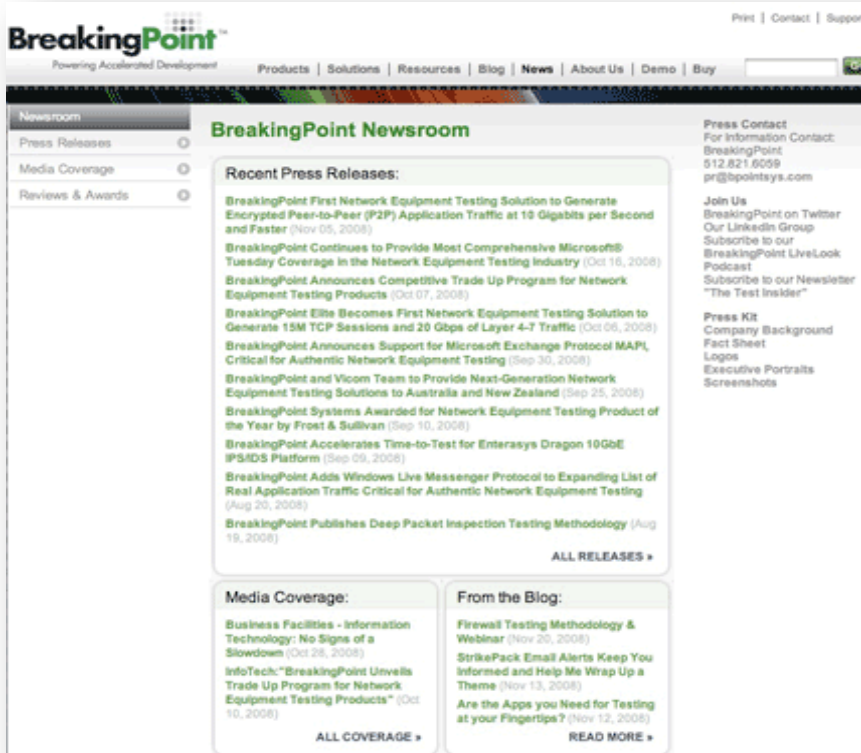 Print | Contact | Suppor
BreakingPoint™
Powering Accelerated Development
Products | Solutions | Resources | Blog | News | About Us | Demo | Buy
Newsroom
Press Releases
Media Coverage
Reviews & Awards
BreakingPoint Newsroom
Recent Press Releases:
BreakingPoint First Network Equipment Testing Solution to Generate
Encrypted Peer-to-Peer (P2P) Application Traffic at 10 Gigabits per Second
and Faster (Nov 05, 2008)
BreakingPoint Continues to Provide Most Comprehensive Microsoft®
Tuesday Coverage in the Network Equipment Testing Industry (Oct 16, 2008)
BreakingPoint Announces Competitive Trade Up Program for Network
Equipment Testing Products (Oct 07, 2008)
BreakingPoint Elite Becomes First Network Equipment Testing Solution to
Generate 15M TCP Sessions and 20 Gbps of Layer 4-7 Traffic (Oct 06, 2008)
BreakingPoint Announces Support for Microsoft Exchange Protocol MAPI,
Critical for Authentic Network Equipment Testing (Sep 30, 2008)
BreakingPoint and Vicom Team to Provide Next-Generation Network
Equipment Testing Solutions to Australia and New Zealand (Sep 25, 2008)
BreakingPoint Systems Awarded for Network Equipment Testing Product of
the Year by Frost & Sullivan (Sep 10, 2008)
BreakingPoint Accelerates Time-to-Test for Enterasys Dragon 10GbE
IPS/IDS Platform (Sep 09, 2008)
BreakingPoint Adds Windows Live Messenger Protocol to Expanding List of
Real Application Traffic Critical for Authentic Network Equipment Testing
(Aug 20, 2008)
BreakingPoint Publishes Deep Packet Inspection Testing Methodology (Aug
19, 2008)
ALL RELEASES »
Media Coverage:
Business Facilities - Information
Technology: No Signs of a
Slowdown (Oct 28, 2008)
InfoTech:"BreakingPoint Unveils
Trade Up Program for Network
Equipment Testing Products" (Oct
10, 2008)
ALL COVERAGE »
From the Blog:
Firewall Testing Methodology &
Webinar (Nov 20, 2008)
StrikePack Email Alerts Keep You
Informed and Help Me Wrap Up a
Theme (Nov 13, 2008)
Are the Apps you Need for Testing
at your Fingertips? (Nov 12, 2008)
READ MORE »
Press Contact
For Information Contact:
BreakingPoint
512.821.6059
pr@bpointsys.com
Join Us
BreakingPoint on Twitter
Our LinkedIn Group
Subscribe to our
BreakingPoint LiveLook
Podcast
Subscribe to our Newsletter
"The Test Insider"
Press Kit
Company Background
Fact Sheet
Logos
Executive Portraits
Screenshots